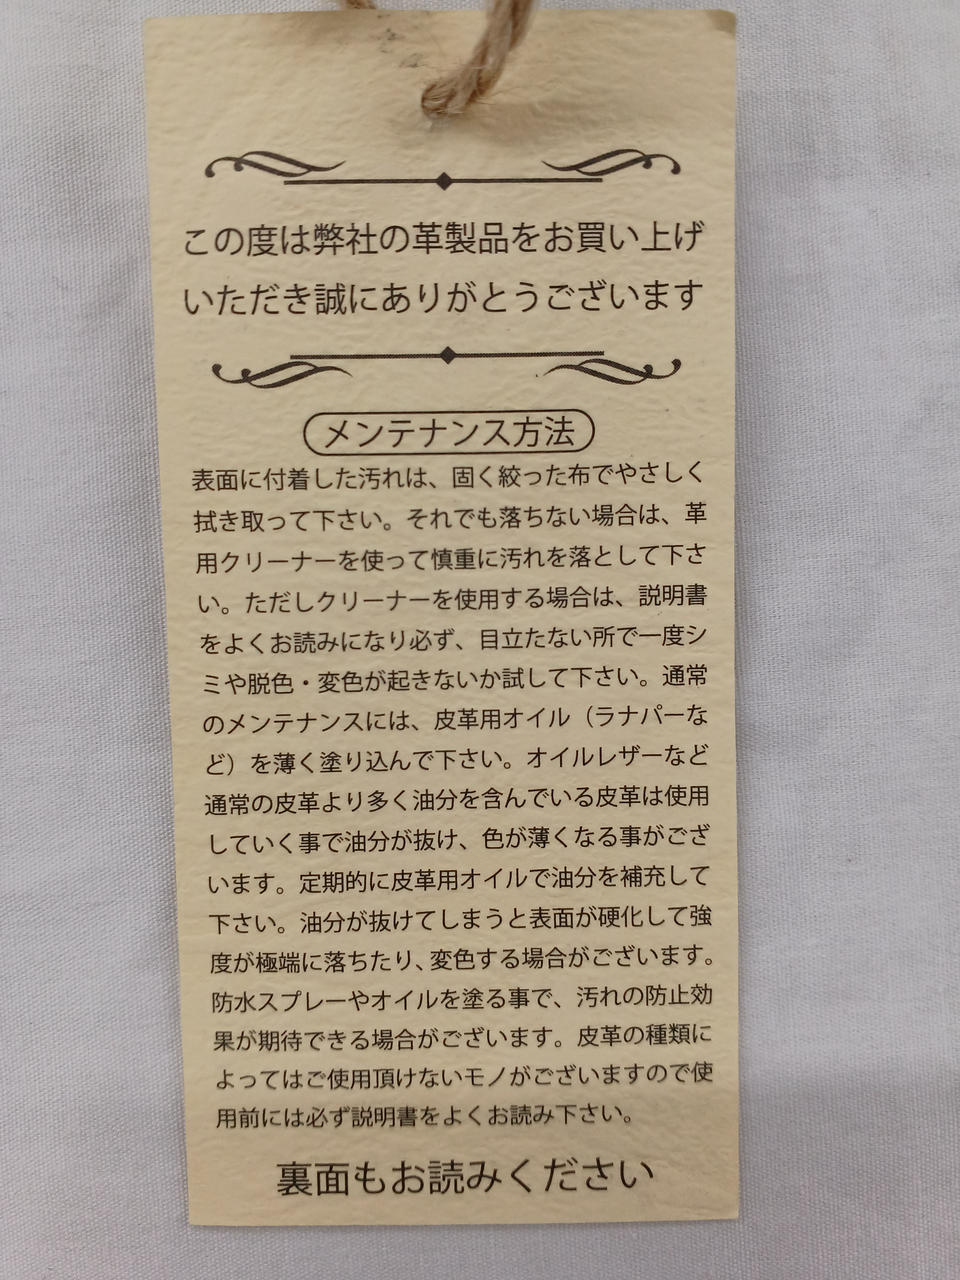 この度は弊社の革製品をお買い上げ
いただき誠にありがとうございます
メンテナンス方法
表面に付着した汚れは、固く絞った布でやさしく
拭き取って下さい。それでも落ちない場合は、革
用クリーナーを使って慎重に汚れを落として下さ
い。ただしクリーナーを使用する場合は、説明書
をよくお読みになり必ず、目立たない所で一度シ
ミや脱色・変色が起きないか試して下さい。通常
のメンテナンスには、皮革用オイル（ラナパーな
ど）を薄く塗り込んで下さい。オイルレザーなど
通常の皮革より多く油分を含んでいる皮革は使用
していく事で油分が抜け、色が薄くなる事がござ
います。定期的に皮革用オイルで油分を補充して
下さい。油分が抜けてしまうと表面が硬化して強
度が極端に落ちたり、変色する場合がございます。
防水スプレーやオイルを塗る事で、汚れの防止効
果が期待できる場合がございます。皮革の種類に
よってはご使用頂けないモノがございますので使
用前には必ず説明書をよくお読み下さい。
裏面もお読みください